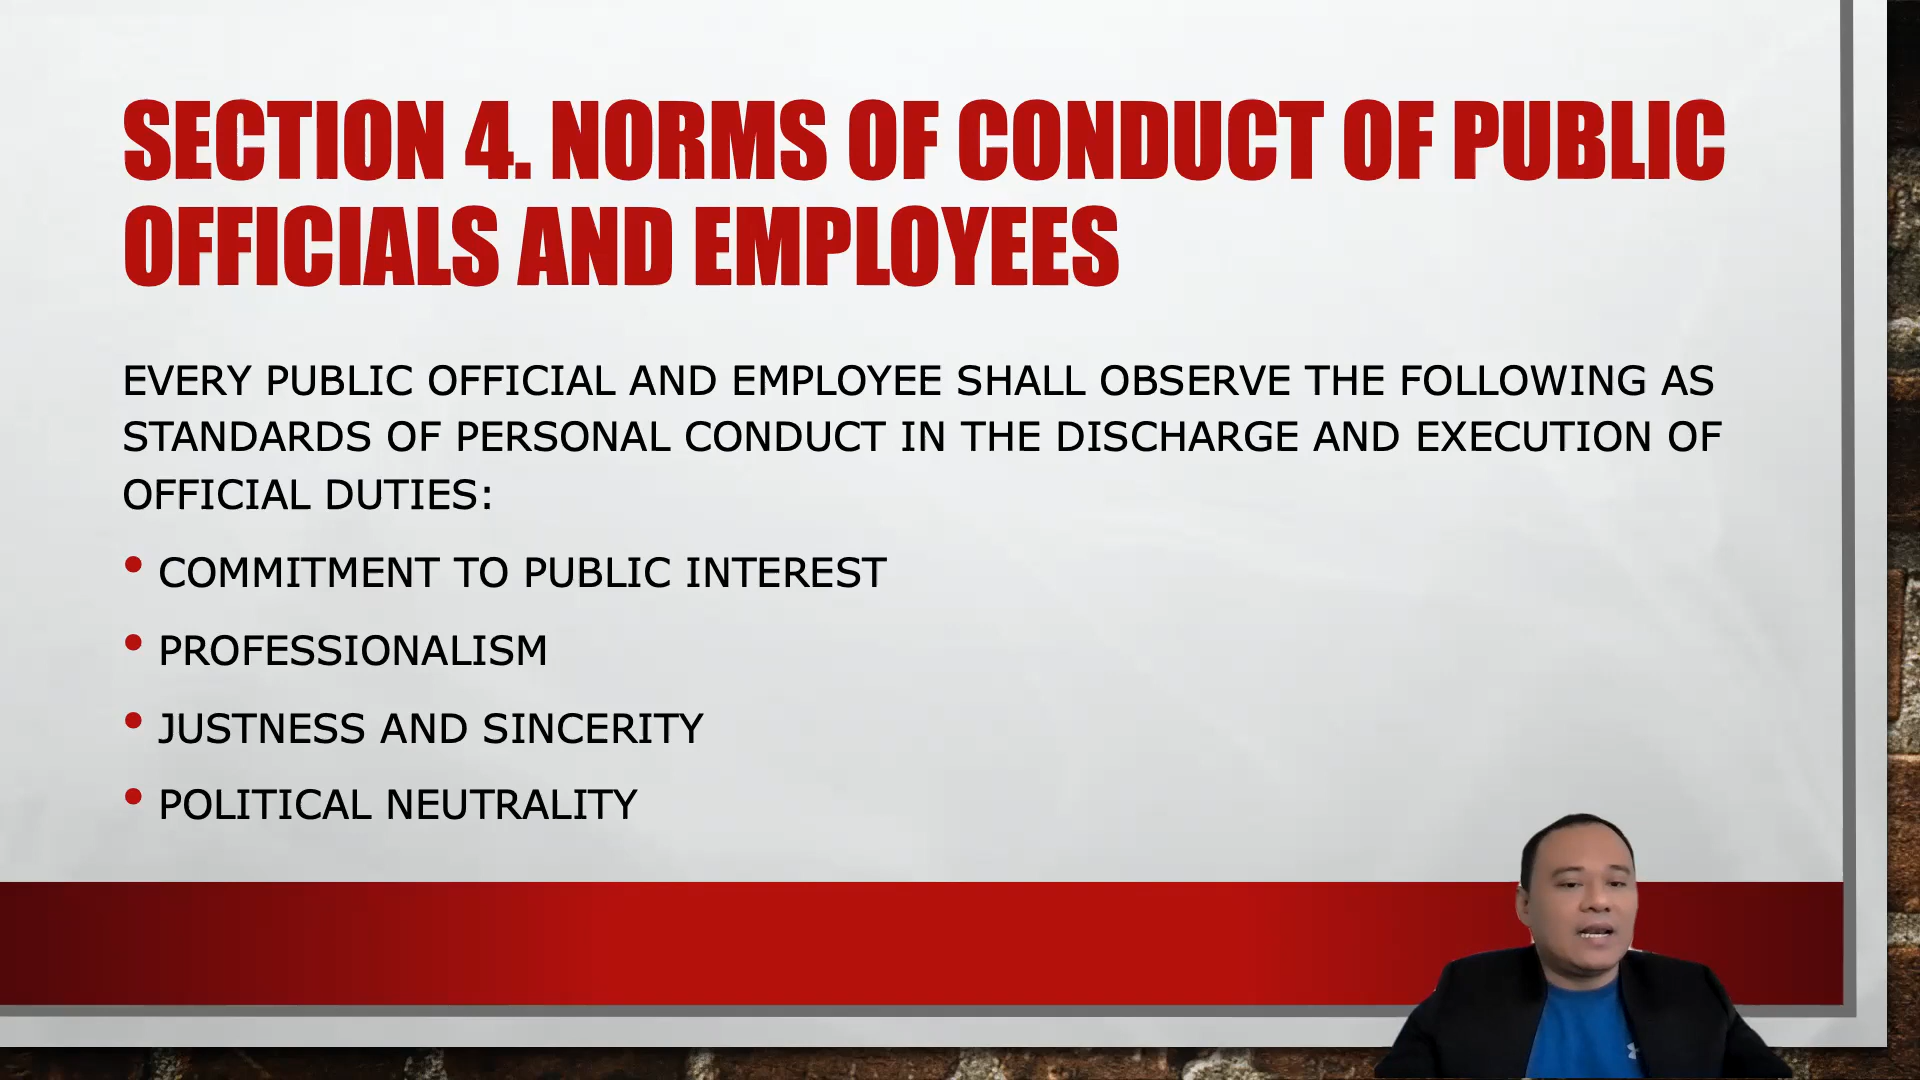 SECTION 4. NORMS OF CONDUCT OF PUBLIC
OFFICIALS AND EMPLOYEES
EVERY PUBLIC OFFICIAL AND EMPLOYEE SHALL OBSERVE THE FOLLOWING AS
STANDARDS OF PERSONAL CONDUCT IN THE DISCHARGE AND EXECUTION OF
OFFICIAL DUTIES:
• COMMITMENT TO PUBLIC INTEREST
• PROFESSIONALISM
• JUSTNESS AND SINCERITY
• POLITICAL NEUTRALITY